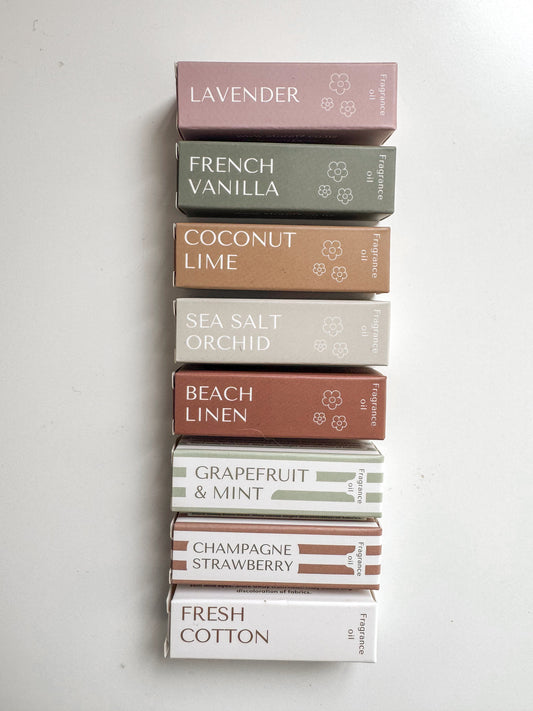 LAVENDER
Fragrance
oil
FRENCH
VANILLA
Fragrance
oil
COCONUT
LIME
Fragrance
oil
SEA SALT
ORCHID
Fragrance
oil
BEACH
LINEN
Fragrance
oil
GRAPEFRUIT
& MINT
Fragrance
oil
CHAMPAGNE
STRAWBERRY
Fragrance
oil
discoloration of fabrics.
FRESH
COTTON
Fragrance
oil